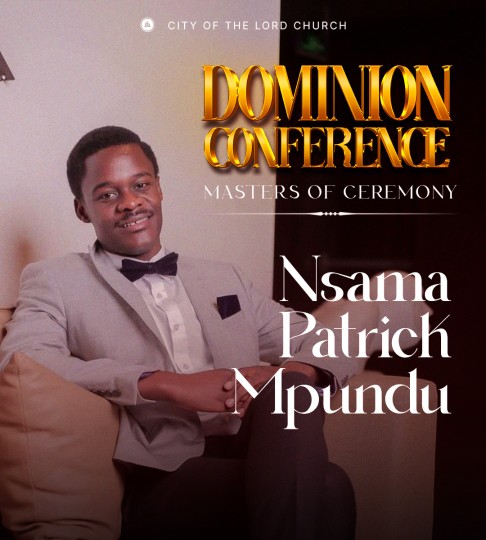 CITY OF THE LORD CHURCH
DOMINION
CONFERENCE
MASTERS OF CEREMONY
Nsama
Patrick
Mpundu